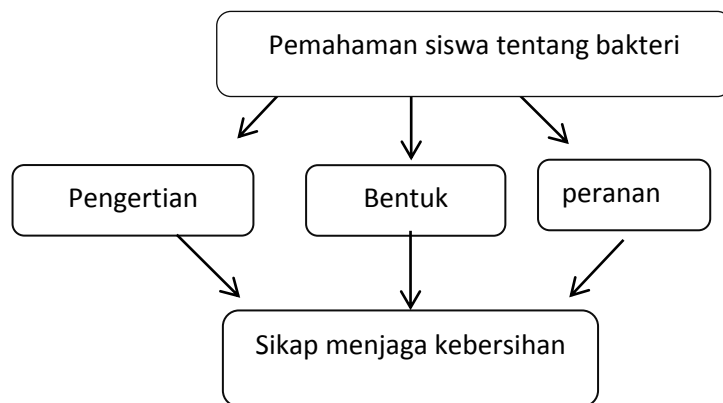 Pemahaman siswa tentang bakteri
Pengertian
Bentuk
peranan
Sikap menjaga kebersihan